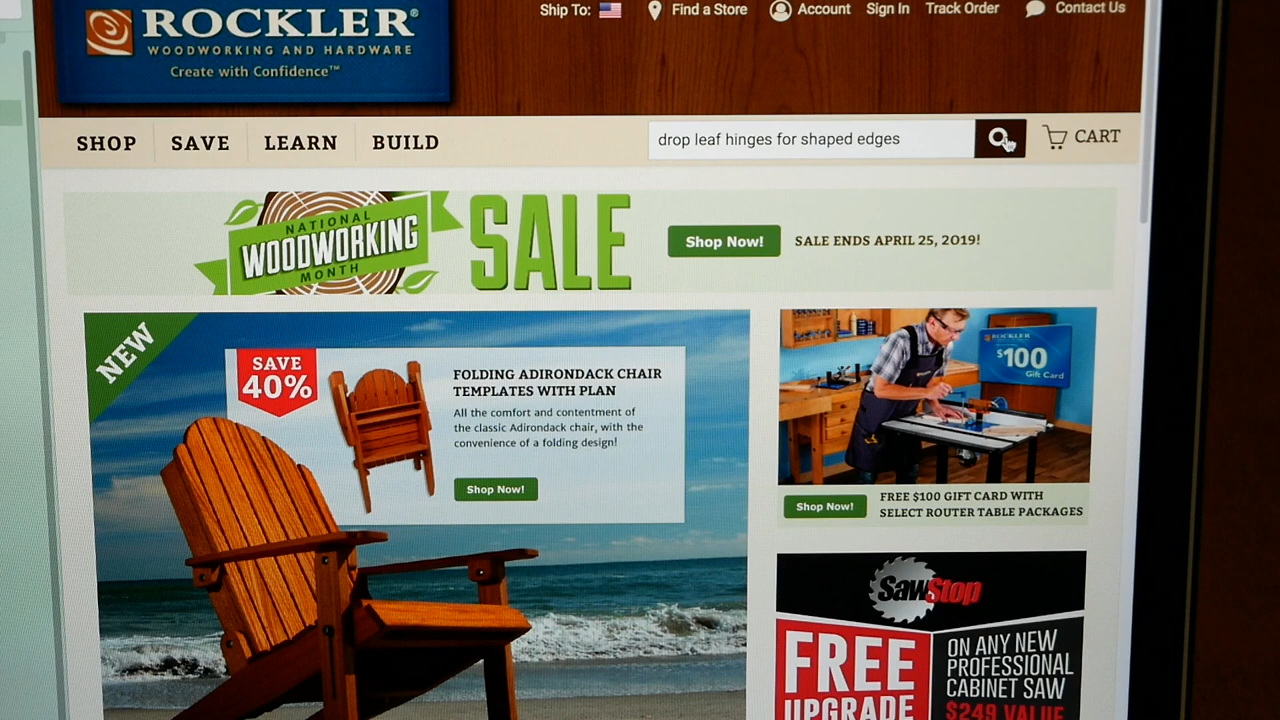 ROCKLER®
WOODWORKING AND HARDWARE
Create with Confidence™
Ship To:
Find a Store
Account
Sign In
Track Order
Contact Us
SHOP
SAVE
LEARN
BUILD
drop leaf hinges for shaped edges
CART
NATIONAL
WOODWORKING
MONTH
SALE
Shop Now!
SALE ENDS APRIL 25, 2019!
NEW
SAVE
40%
FOLDING ADIRONDACK CHAIR
TEMPLATES WITH PLAN
All the comfort and contentment of
the classic Adirondack chair, with the
convenience of a folding design!
Shop Now!
ROCKLER
$100
Gift Card
Shop Now!
FREE $100 GIFT CARD WITH
SELECT ROUTER TABLE PACKAGES
SawStop
FREE
UPGRADE
ON ANY NEW
PROFESSIONAL
CABINET SAW
$249 VALUE